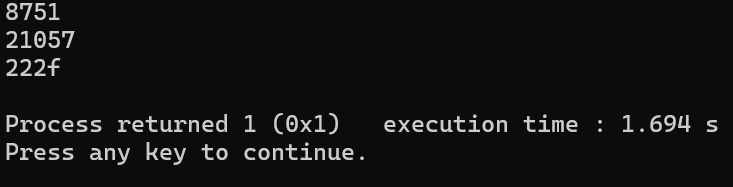 8751
21057
222f
Process returned 1 (0x1)   execution time : 1.694 s
Press any key to continue.